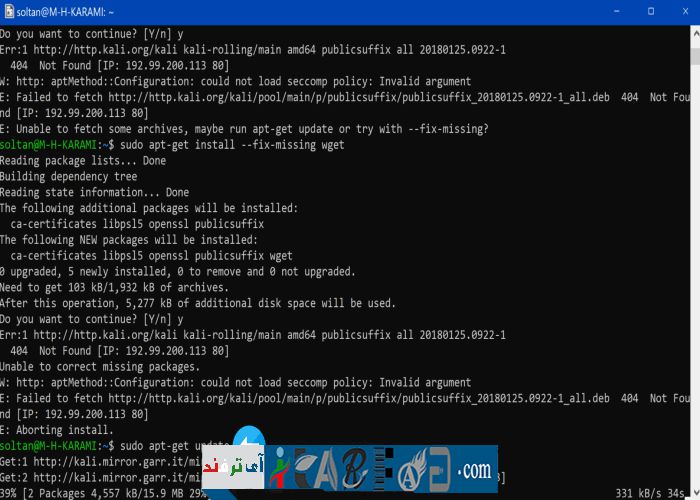 soltan@M-H-KARAMI: ~
Do you want to continue? [Y/n] y
Err:1 http://http.kali.org/kali kali-rolling/main amd64 publicsuffix all 20180125.0922-1
404 Not Found [IP: 192.99.200.113 80]
W: http: aptMethod::Configuration: could not load seccomp policy: Invalid argument
E: Failed to fetch http://http.kali.org/kali/pool/main/p/publicsuffix/publicsuffix_20180125.0922-1_all.deb 404 Not Fou
nd [IP: 192.99.200.113 80]
E: Unable to fetch some archives, maybe run apt-get update or try with --fix-missing?
soltan@M-H-KARAMI:~$ sudo apt-get install --fix-missing wget
Reading package lists... Done
Building dependency tree
Reading state information... Done
The following additional packages will be installed:
ca-certificates libpsl5 openssl publicsuffix
The following NEW packages will be installed:
ca-certificates libpsl5 openssl publicsuffix wget
0 upgraded, 5 newly installed, 0 to remove and 0 not upgraded.
Need to get 103 kB/1,932 kB of archives.
After this operation, 5,277 kB of additional disk space will be used.
Do you want to continue? [Y/n] y
Err:1 http://http.kali.org/kali kali-rolling/main amd64 publicsuffix all 20180125.0922-1
404 Not Found [IP: 192.99.200.113 80]
Unable to correct missing packages.
W: http: aptMethod::Configuration: could not load seccomp policy: Invalid argument
E: Failed to fetch http://http.kali.org/kali/pool/main/p/publicsuffix/publicsuffix_20180125.0922-1_all.deb 404 Not Fou
nd [IP: 192.99.200.113 80]
E: Aborting install.
soltan@M-H-KARAMI:~$ sudo apt-get update
Get:1 http://kali.mirror.garr.it/mi
Get:2 http://kali.mirror.garr.it/mi
39% [2 Packages 4,557 kB/15.9 MB 29% 331 kB/s 34s
آی ترفند
.com